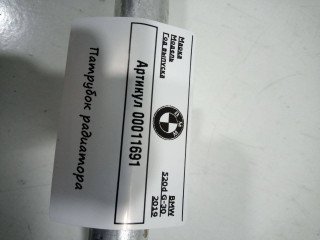 Марка
Модель
Год выпуска
BMW
520d G-30
2019
Артикул 00011691
Патрубок радиатора